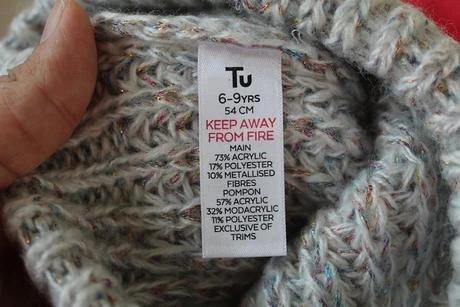 Tu
6-9YRS
54 CM
KEEP AWAY
FROM FIRE
MAIN
73% ACRYLIC
17% POLYESTER
10% METALLISED
FIBRES
POMPON
57% ACRYLIC
32% MODACRYLIC
11% POLYESTER
EXCLUSIVE OF
TRIMS